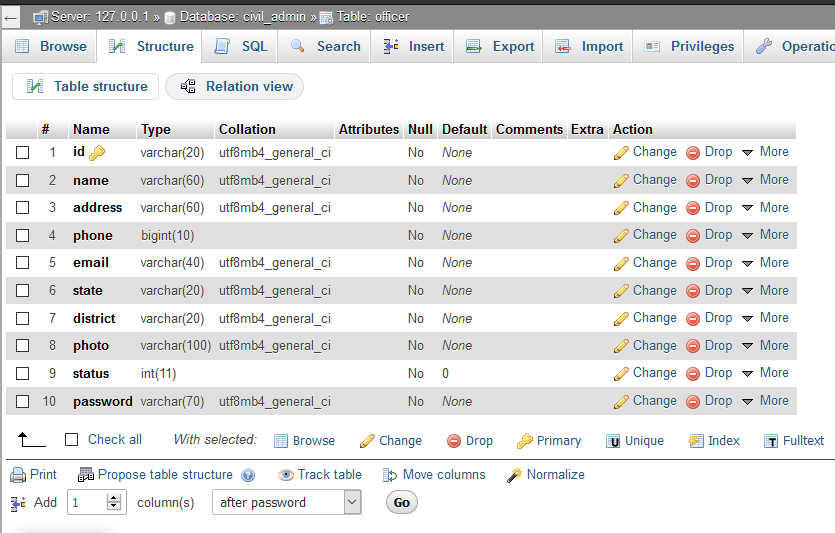 Server: 127.0.0.1 » Database: civil_admin » Table: officer
Browse Structure SQL Search Insert Export Import Privileges Operatio
Table structure Relation view
# Name Type Collation Attributes Null Default Comments Extra Action
1 id varchar(20) utf8mb4_general_ci No None Change Drop More
2 name varchar(60) utf8mb4_general_ci No None Change Drop More
3 address varchar(60) utf8mb4_general_ci No None Change Drop More
4 phone bigint(10) No None Change Drop More
5 email varchar(40) utf8mb4_general_ci No None Change Drop More
6 state varchar(20) utf8mb4_general_ci No None Change Drop More
7 district varchar(20) utf8mb4_general_ci No None Change Drop More
8 photo varchar(100) utf8mb4_general_ci No None Change Drop More
9 status int(11) No 0 Change Drop More
10 password varchar(70) utf8mb4_general_ci No None Change Drop More
Check all With selected: Browse Change Drop Primary Unique Index Fulltext
Print Propose table structure Track table Move columns Normalize
Add 1 column(s) after password Go